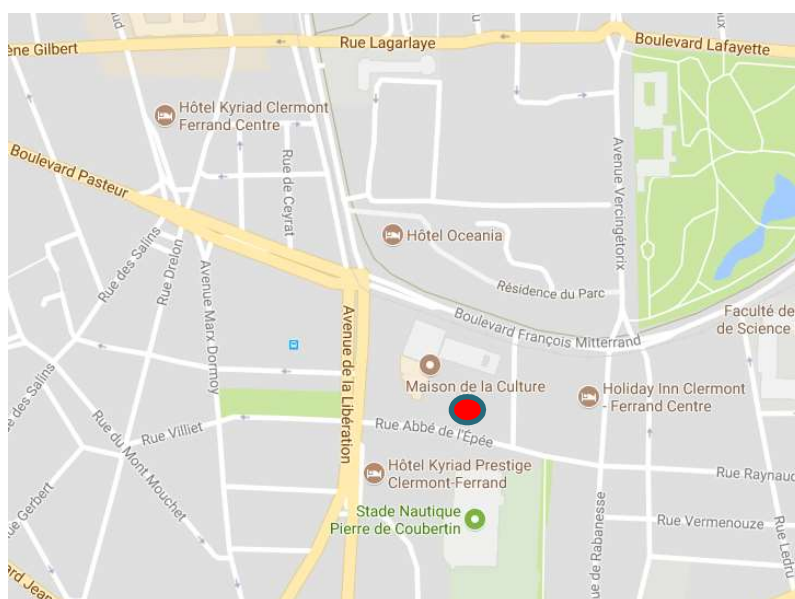 ène Gilbert
Rue Lagarlaye
Boulevard Lafayette
Hôtel Kyriad Clermont
Ferrand Centre
Boulevard Pasteur
Rue de Ceyrat
Avenue Vercingétorix
Hôtel Oceania
Rue des Salins
Rue Drelon
Avenue Marx Dormoy
Résidence du Parc
Boulevard François Mitterrand
Faculté de
de Science
Avenue de la Libération
Maison de la Culture
Holiday Inn Clermont
- Ferrand Centre
ue des Salins
Rue Villiet
Rue Abbé de l'Épée
Rue du Mont Mouchet
Hôtel Kyriad Prestige
Clermont-Ferrand
Rue Raynaud
Rue Gerbert
Stade Nautique
Pierre de Coubertin
Rue Vermenouze
ue de Rabanesse
Rue Ledru
ard Jean